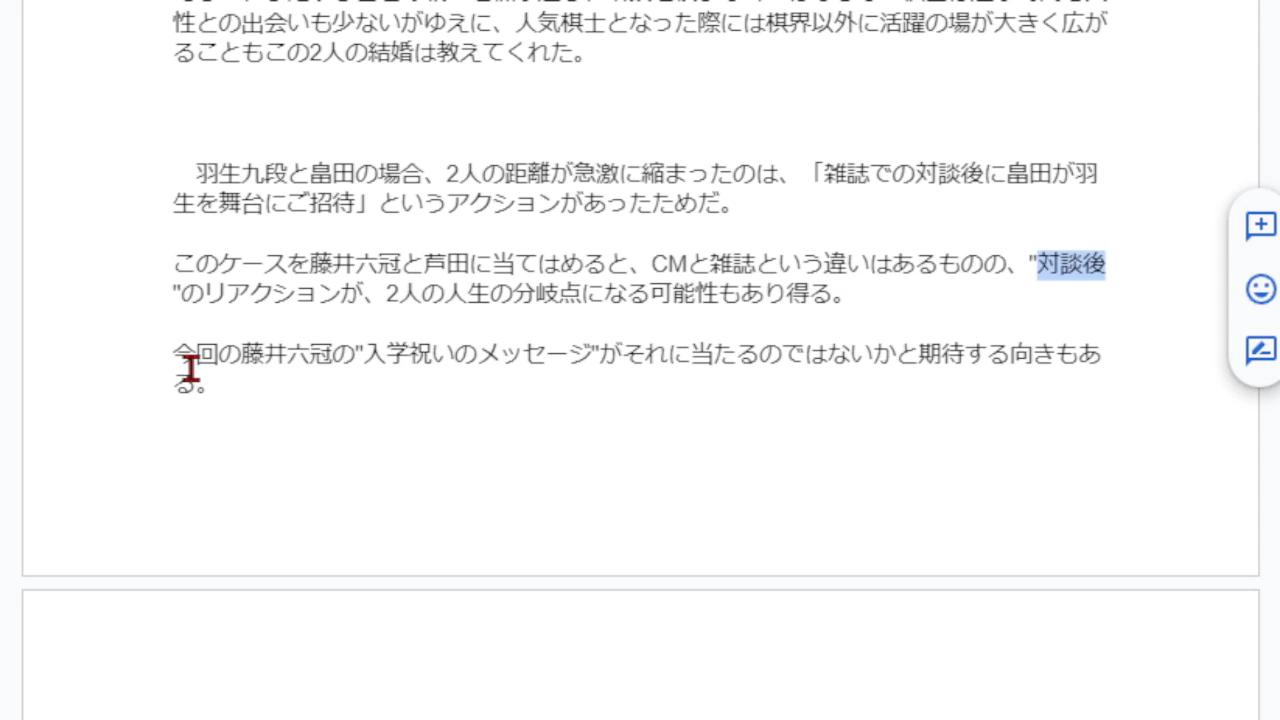 性との出会いも少ないがゆえに、人気棋士となった際には棋界以外に活躍の場が大きく広が
ることもこの2人の結婚は教えてくれた。
羽生九段と畠田の場合、2人の距離が急激に縮まったのは、「雑誌での対談後に畠田が羽
生を舞台にご招待」というアクションがあったためだ。
このケースを藤井六冠と芦田に当てはめると、CMと雑誌という違いはあるものの、"対談後
"のリアクションが、2人の人生の分岐点になる可能性もあり得る。
今回の藤井六冠の"入学祝いのメッセージ"がそれに当たるのではないかと期待する向きもあ
る。